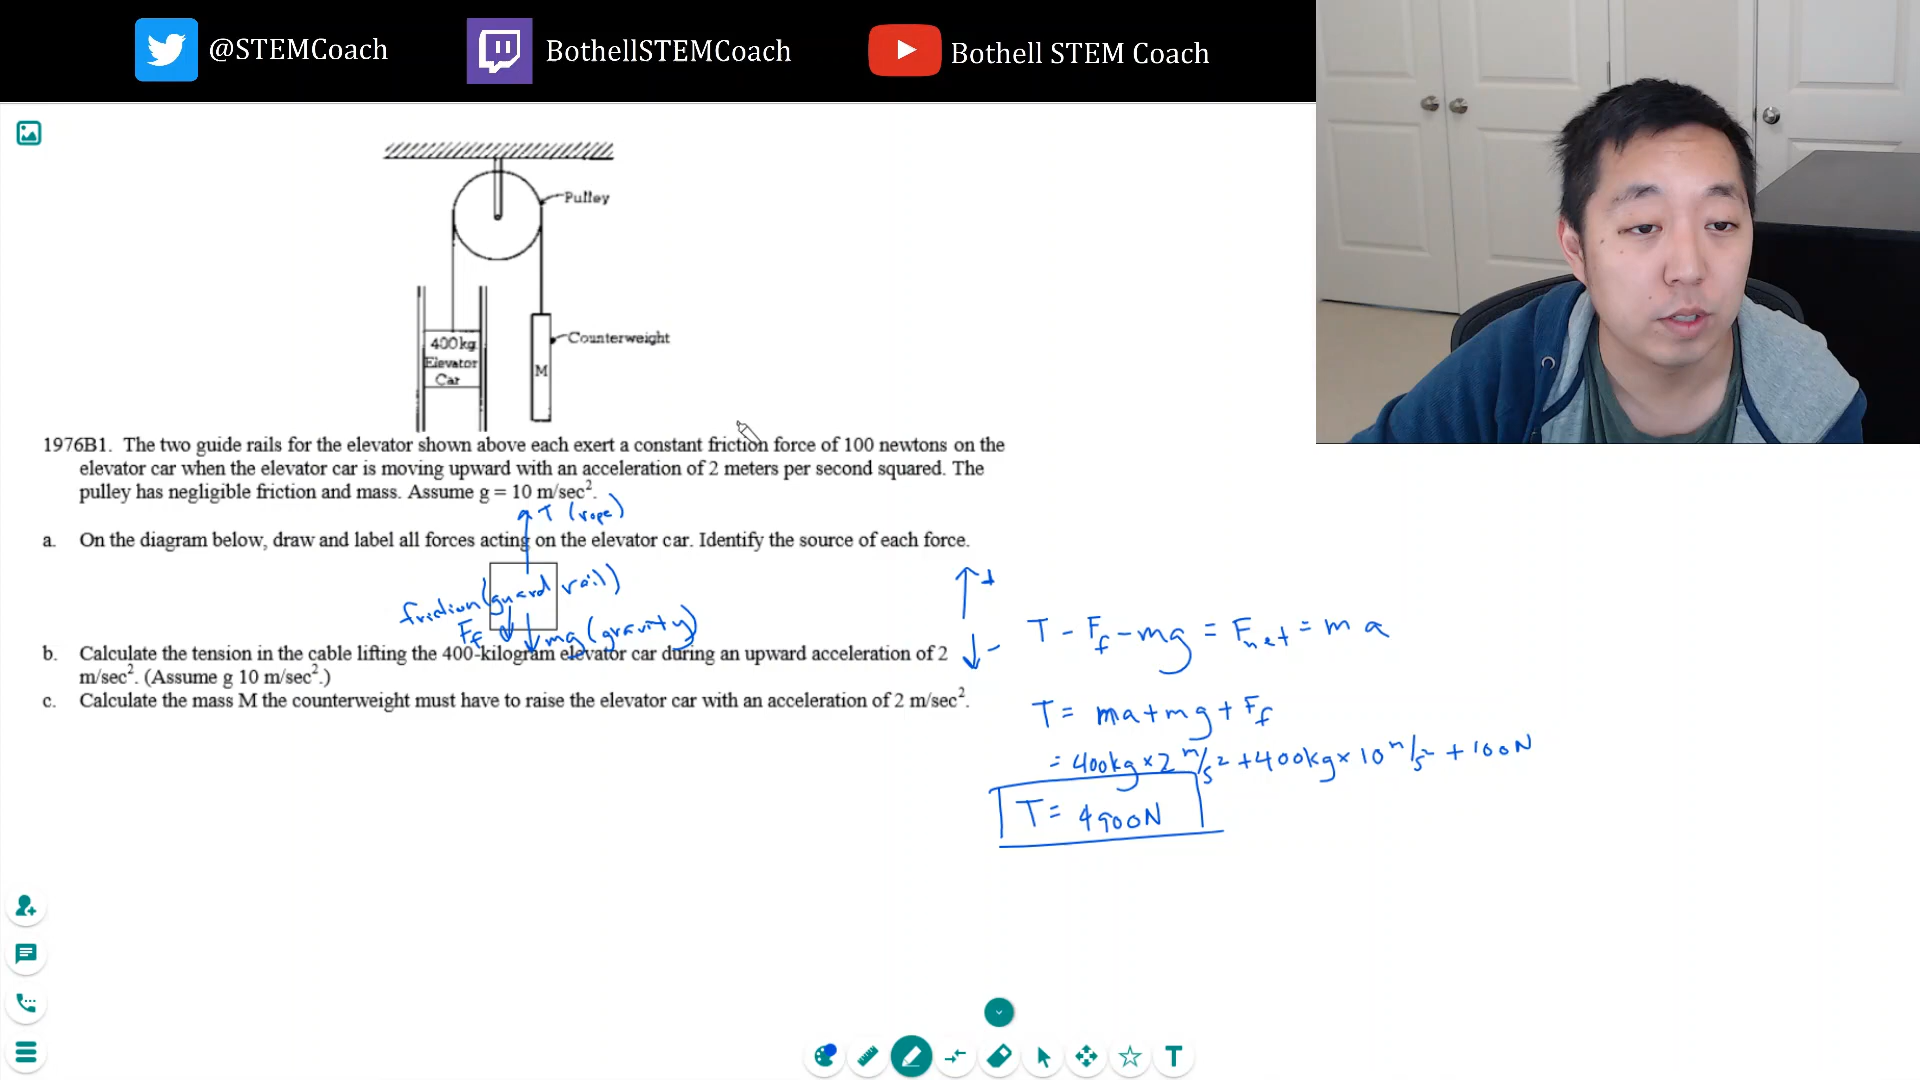 @STEMCoach
BothellSTEMCoach
Bothell STEM Coach
Pulley
Counterweight
400kg
Elevator
Car
M
1976B1. The two guide rails for the elevator shown above each exert a constant friction force of 100 newtons on the
elevator car when the elevator car is moving upward with an acceleration of 2 meters per second squared. The
pulley has negligible friction and mass. Assume g = 10 m/sec².
T (rope)
a. On the diagram below, draw and label all forces acting on the elevator car. Identify the source of each force.
friction (guard rail)
Ff
mg (gravity)
b. Calculate the tension in the cable lifting the 400-kilogram elevator car during an upward acceleration of 2
m/sec². (Assume g 10 m/sec².)
c. Calculate the mass M the counterweight must have to raise the elevator car with an acceleration of 2 m/sec².
+
-
T - Ff - mg = Fnet = ma
T = ma + mg + Ff
= 400kg × 2 m/s² + 400kg × 10 m/s² + 100N
T = 4900N
T